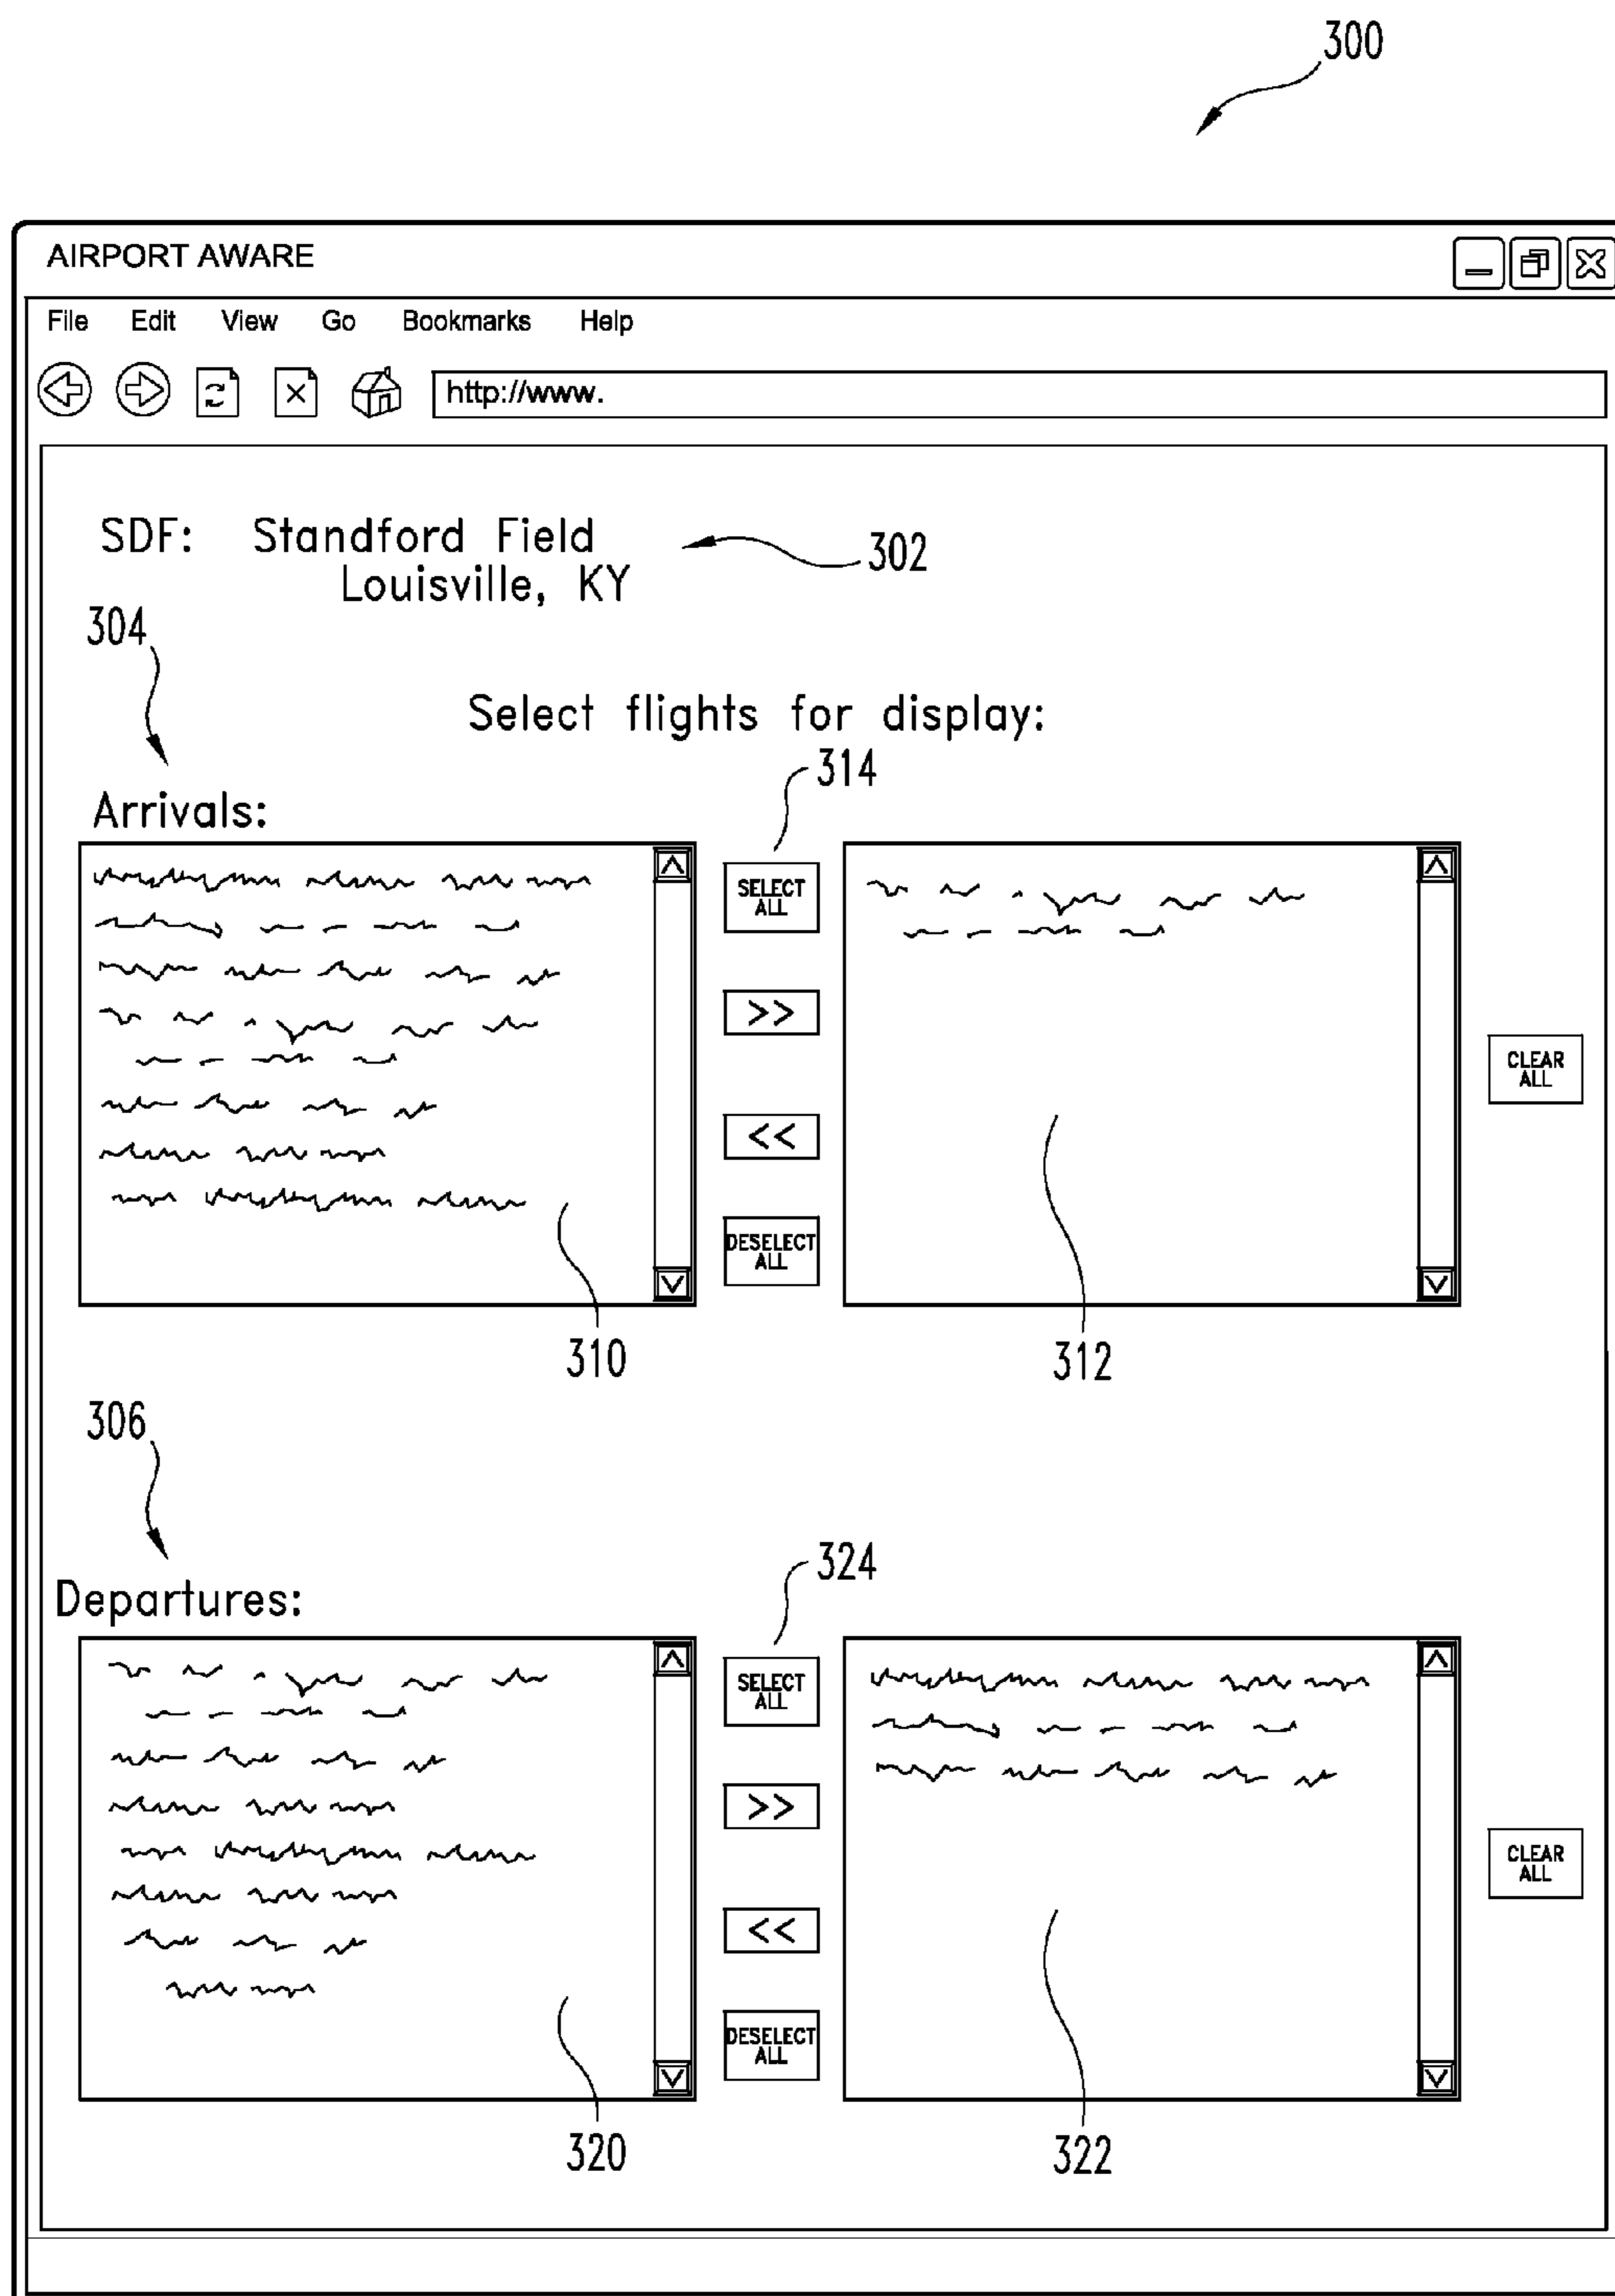 300
AIRPORT AWARE
File Edit View Go Bookmarks Help
http://www.
SDF: Standford Field
Louisville, KY
302
304
Select flights for display:
314
Arrivals:
SELECT
ALL
>>
<<
DESELECT
ALL
CLEAR
ALL
310
312
306
324
Departures:
SELECT
ALL
>>
<<
DESELECT
ALL
CLEAR
ALL
320
322